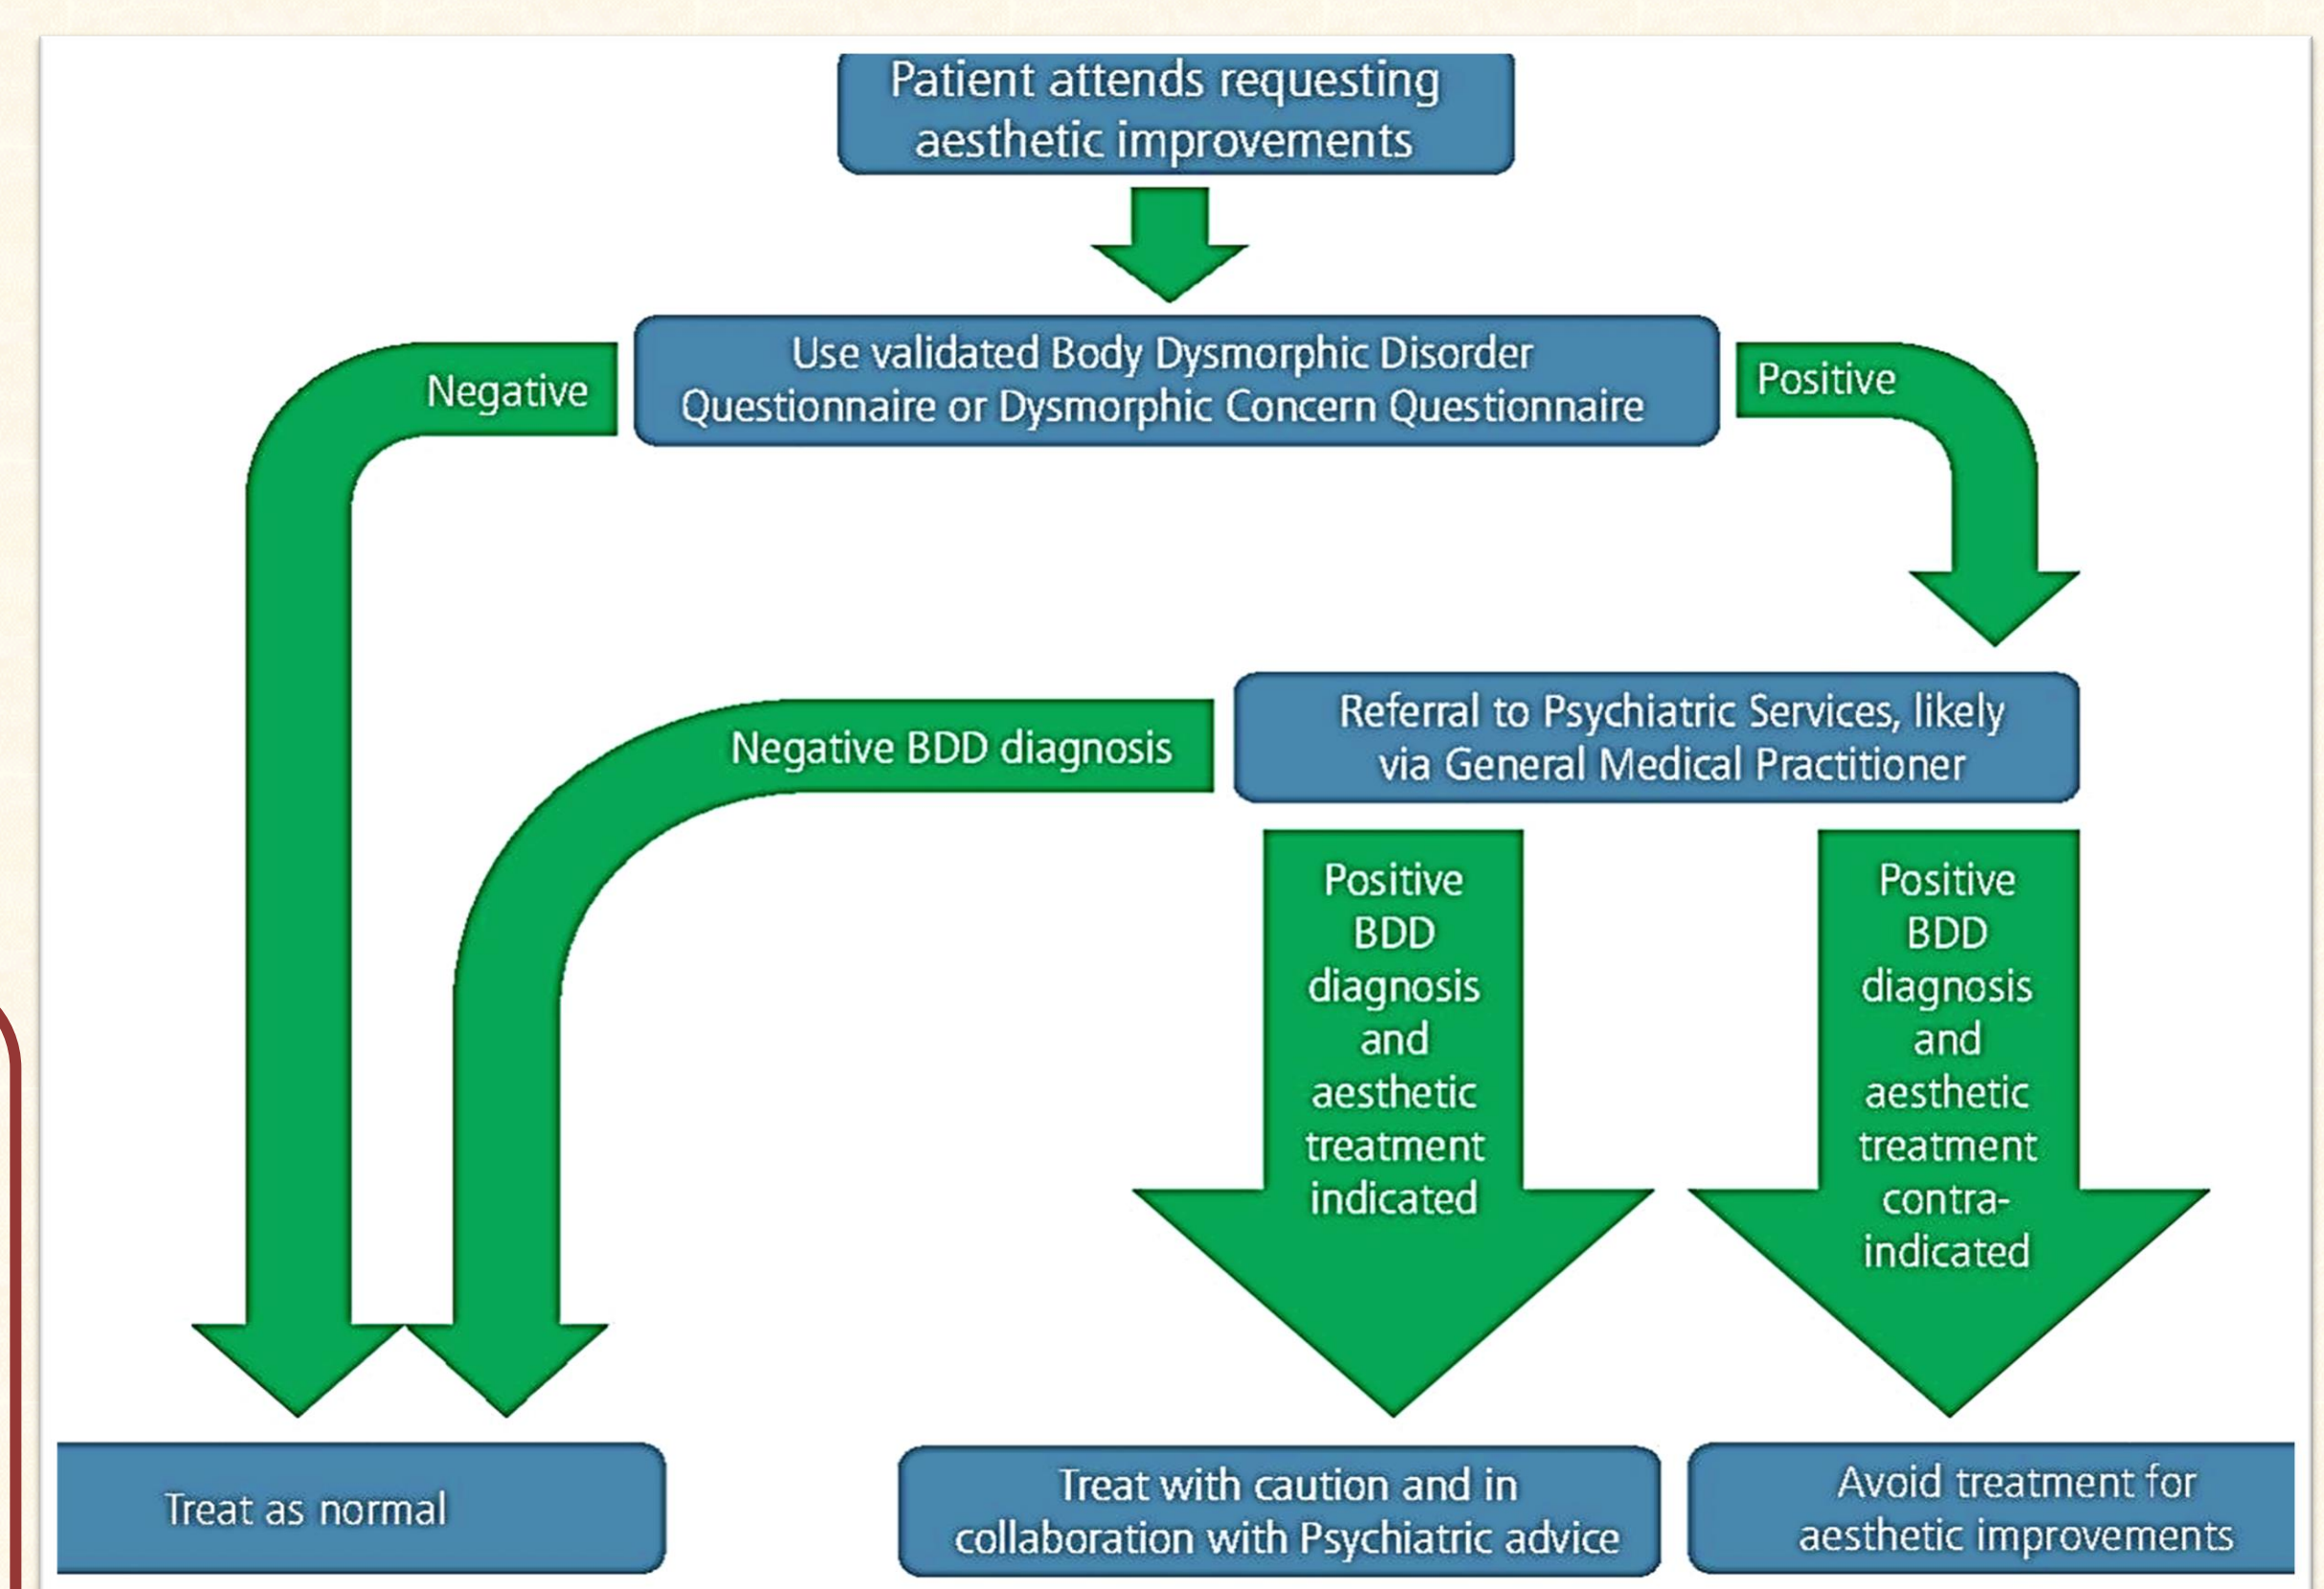 Patient attends requesting
aesthetic improvements
Negative
Use validated Body Dysmorphic Disorder
Questionnaire or Dysmorphic Concern Questionnaire
Positive
Negative BDD diagnosis
Referral to Psychiatric Services, likely
via General Medical Practitioner
Positive
BDD
diagnosis
and
aesthetic
treatment
indicated
Positive
BDD
diagnosis
and
aesthetic
treatment
contra-
indicated
Treat as normal
Treat with caution and in
collaboration with Psychiatric advice
Avoid treatment for
aesthetic improvements